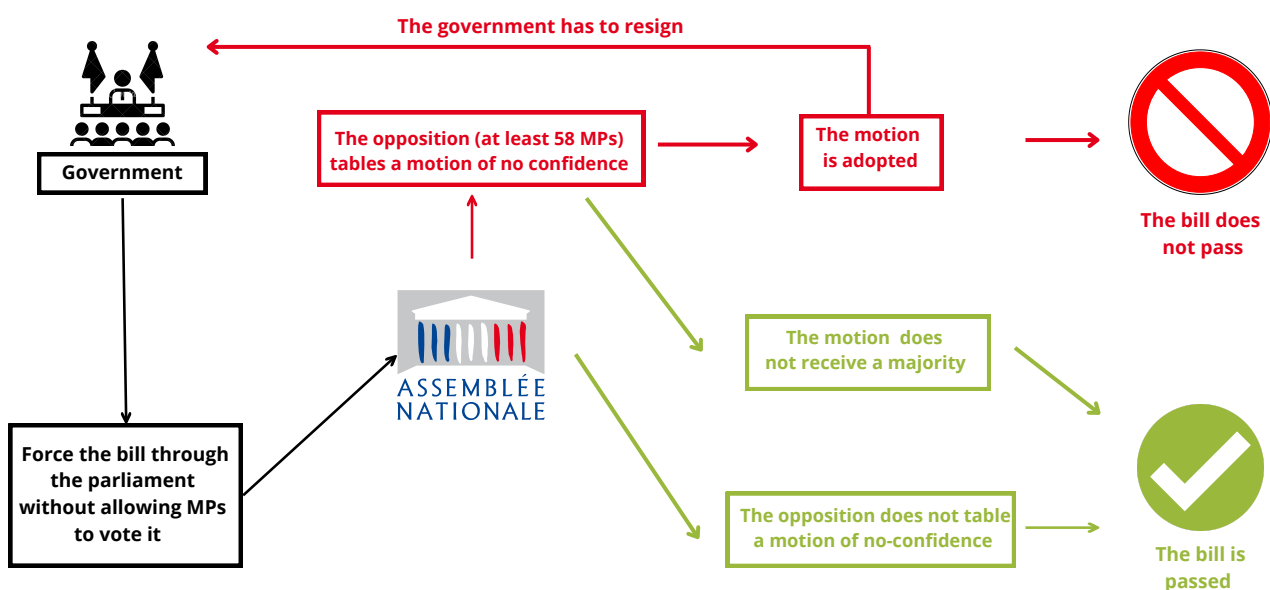 The government has to resign
Government
The opposition (at least 58 MPs)
tables a motion of no confidence
The motion
is adopted
The bill does
not pass
ASSEMBLÉE
NATIONALE
The motion does
not receive a majority
Force the bill through
the parliament
without allowing MPs
to vote it
The opposition does not table
a motion of no-confidence
The bill is
passed